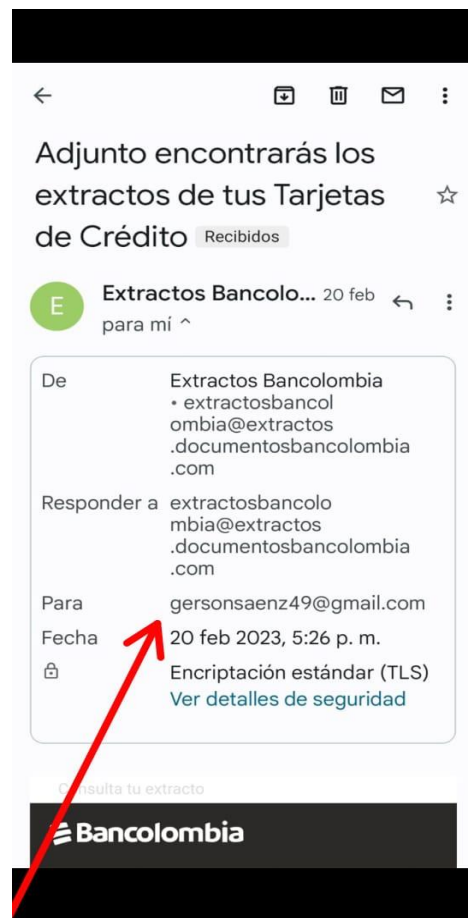 Adjunto encontrarás los
extractos de tus Tarjetas
de Crédito Recibidos
E
Extractos Bancolo... 20 feb
para mí
De Extractos Bancolombia
• extractosbancol
ombia@extractos
.documentosbancolombia
.com
Responder a extractosbancolo
mbia@extractos
.documentosbancolombia
.com
Para gersonsaenz49@gmail.com
Fecha 20 feb 2023, 5:26 p. m.
Encriptación estándar (TLS)
Ver detalles de seguridad
Consulta tu extracto
Bancolombia